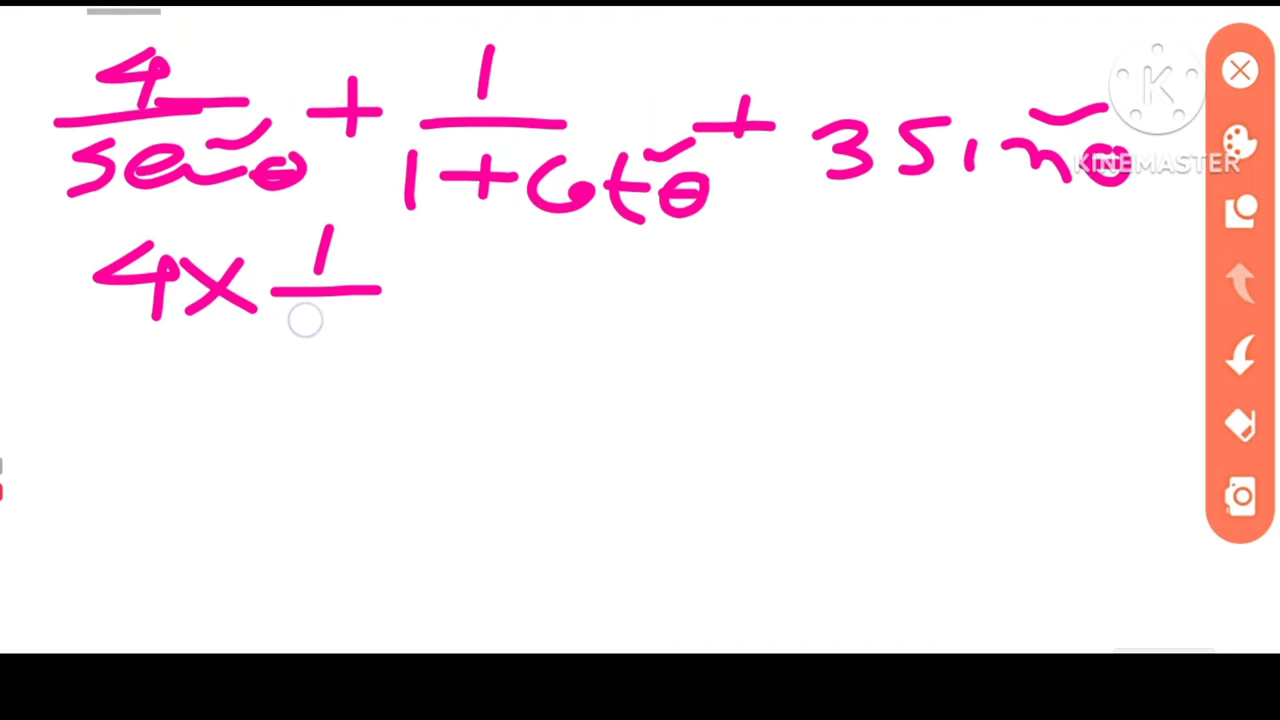 4/sec²θ + 1/1+cot²θ + 3sin²θ
4× 1/
K
KINEMASTER